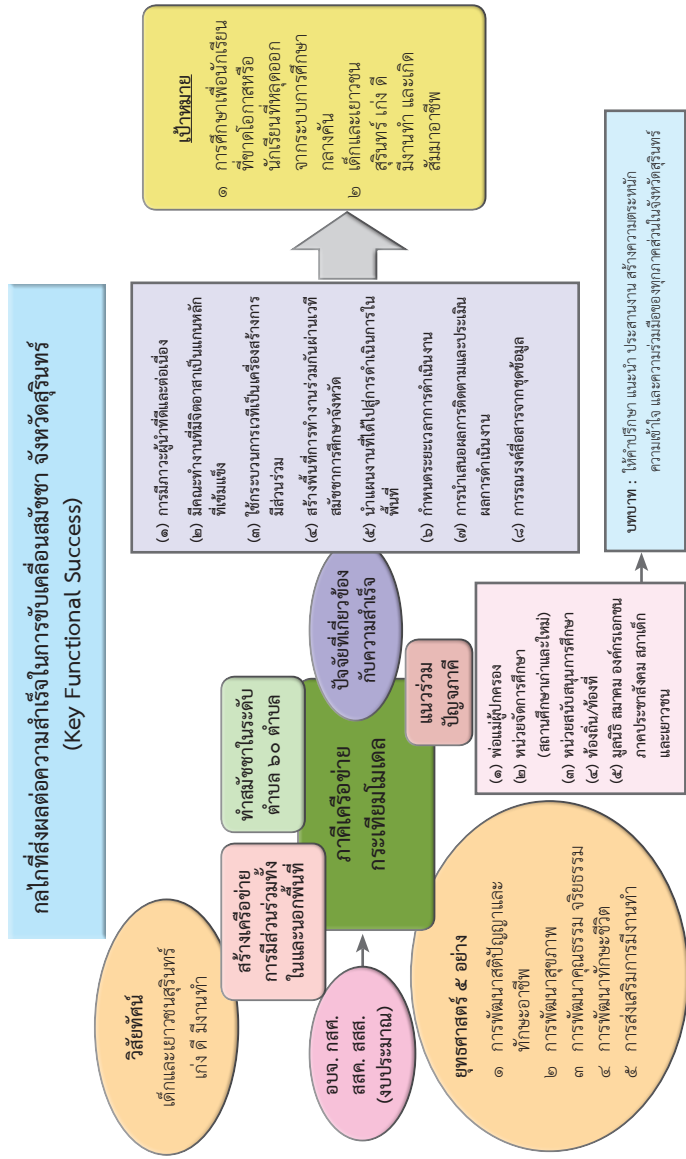 กลไกที่ส่งผลต่อความสำเร็จในการขับเคลื่อนสมัชชา จังหวัดสุรินทร์
(Key Functional Success)
วิสัยทัศน์
เด็กและเยาวชนสุรินทร์
เก่ง ดี มีงานทำ
สร้างเครือข่าย
การมีส่วนร่วมทั้ง
ในและนอกพื้นที่
ทำสมัชชาในระดับ
ตำบล ๖๐ ตำบล
อบจ. กสศ.
สสค. สสส.
(งบประมาณ)
ภาคีเครือข่าย
กระเทียมโมเดล
ปัจจัยที่เกี่ยวข้อง
กับความสำเร็จ
แนวร่วม
ปัญจภาคี
ยุทธศาสตร์ ๕ อย่าง
๑ การพัฒนาสติปัญญาและ
ทักษะอาชีพ
๒ การพัฒนาสุขภาพ
๓ การพัฒนาคุณธรรม จริยธรรม
๔ การพัฒนาทักษะชีวิต
๕ การส่งเสริมการมีงานทำ
(๑) การมีภาวะผู้นำที่ดีและต่อเนื่อง
(๒) มีคณะทำงานที่มีจิตอาสาเป็นแกนหลัก
ที่เข้มแข็ง
(๓) ใช้กระบวนการเวทีเป็นเครื่องสร้างการ
มีส่วนร่วม
(๔) สร้างพื้นที่การทำงานร่วมกันผ่านเวที
สมัชชาการศึกษาจังหวัด
(๕) นำแผนงานที่ได้ไปสู่การดำเนินการใน
พื้นที่
(๖) กำหนดระยะเวลาการดำเนินงาน
(๗) การนำเสนอผลการติดตามและประเมิน
ผลการดำเนินงาน
(๘) การรณรงค์สื่อสารจากชุดข้อมูล
เป้าหมาย
๑ การศึกษาเพื่อนักเรียน
ที่ขาดโอกาสหรือ
นักเรียนที่หลุดออก
จากระบบการศึกษา
กลางคัน
๒ เด็กและเยาวชน
สุรินทร์ เก่ง ดี
มีงานทำ และเกิด
สัมมาอาชีพ
(๑) พ่อแม่ผู้ปกครอง
(๒) หน่วยจัดการศึกษา
(สถานศึกษาเก่าและใหม่)
(๓) หน่วยสนับสนุนการศึกษา
(๔) ท้องถิ่น/ท้องที่
(๕) มูลนิธิ สมาคม องค์กรเอกชน
ภาคประชาสังคม สภาเด็ก
และเยาวชน
บทบาท : ให้คำปรึกษา แนะนำ ประสานงาน สร้างความตระหนัก
ความเข้าใจ และความร่วมมือของทุกภาคส่วนในจังหวัดสุรินทร์